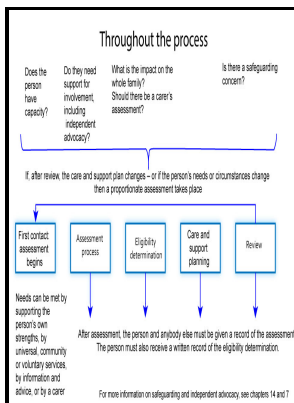 Throughout the process
Does the
person
have
capacity?
Do they need
support for
involvement,
including
independent
advocacy?
What is the impact on the
whole family?
Should there be a carer's
assessment?
Is there a safeguarding
concern?
If, after review, the care and support plan changes – or if the person's needs or circumstances change
then a proportionate assessment takes place
First contact
assessment
begins
Assessment
process
Eligibility
determination
Care and
support
planning
Review
Needs can be met by
supporting the
person's own
strengths, by
universal, community
or voluntary services,
by information and
advice, or by a carer
After assessment, the person and anybody else must be given a record of the assessment
The person must also receive a written record of the eligibility determination.
For more information on safeguarding and independent advocacy, see chapters 14 and 7